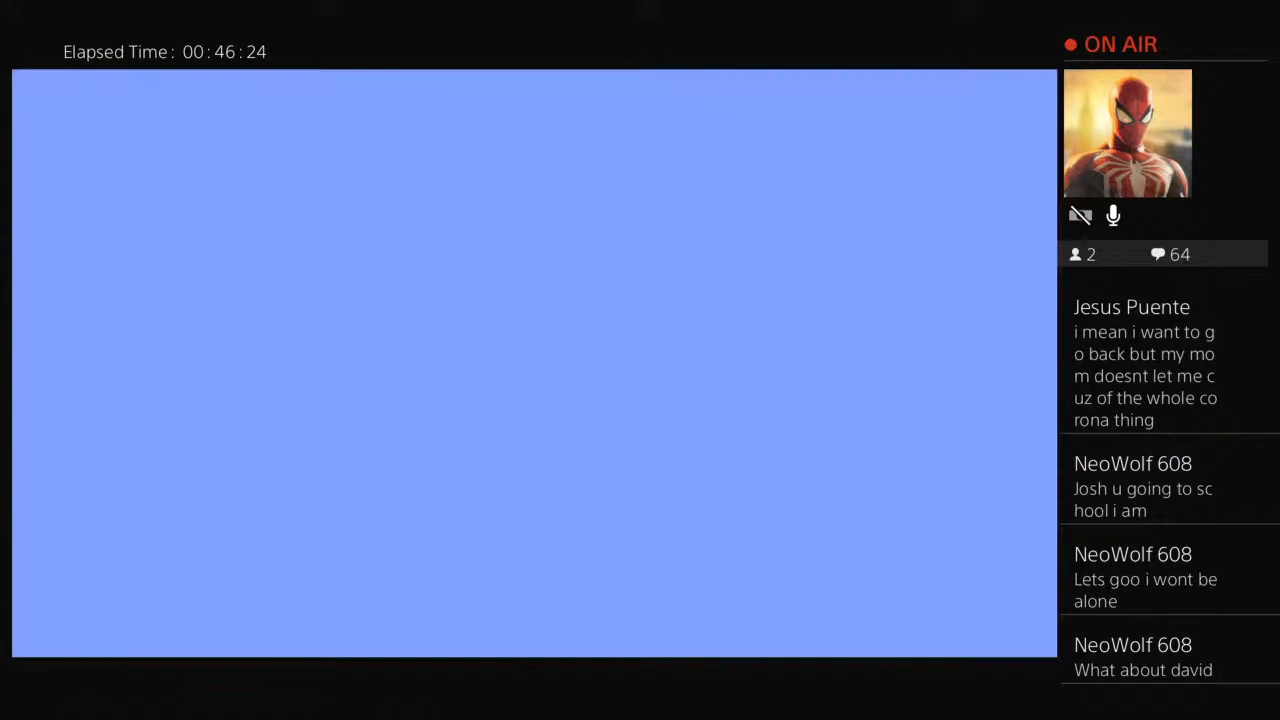 Elapsed Time: 00:46:24
ON AIR
2 64
Jesus Puente
i mean i want to g
o back but my mo
m doesnt let me c
uz of the whole co
rona thing
NeoWolf 608
Josh u going to sc
hool i am
NeoWolf 608
Lets goo i wont be
alone
NeoWolf 608
What about david